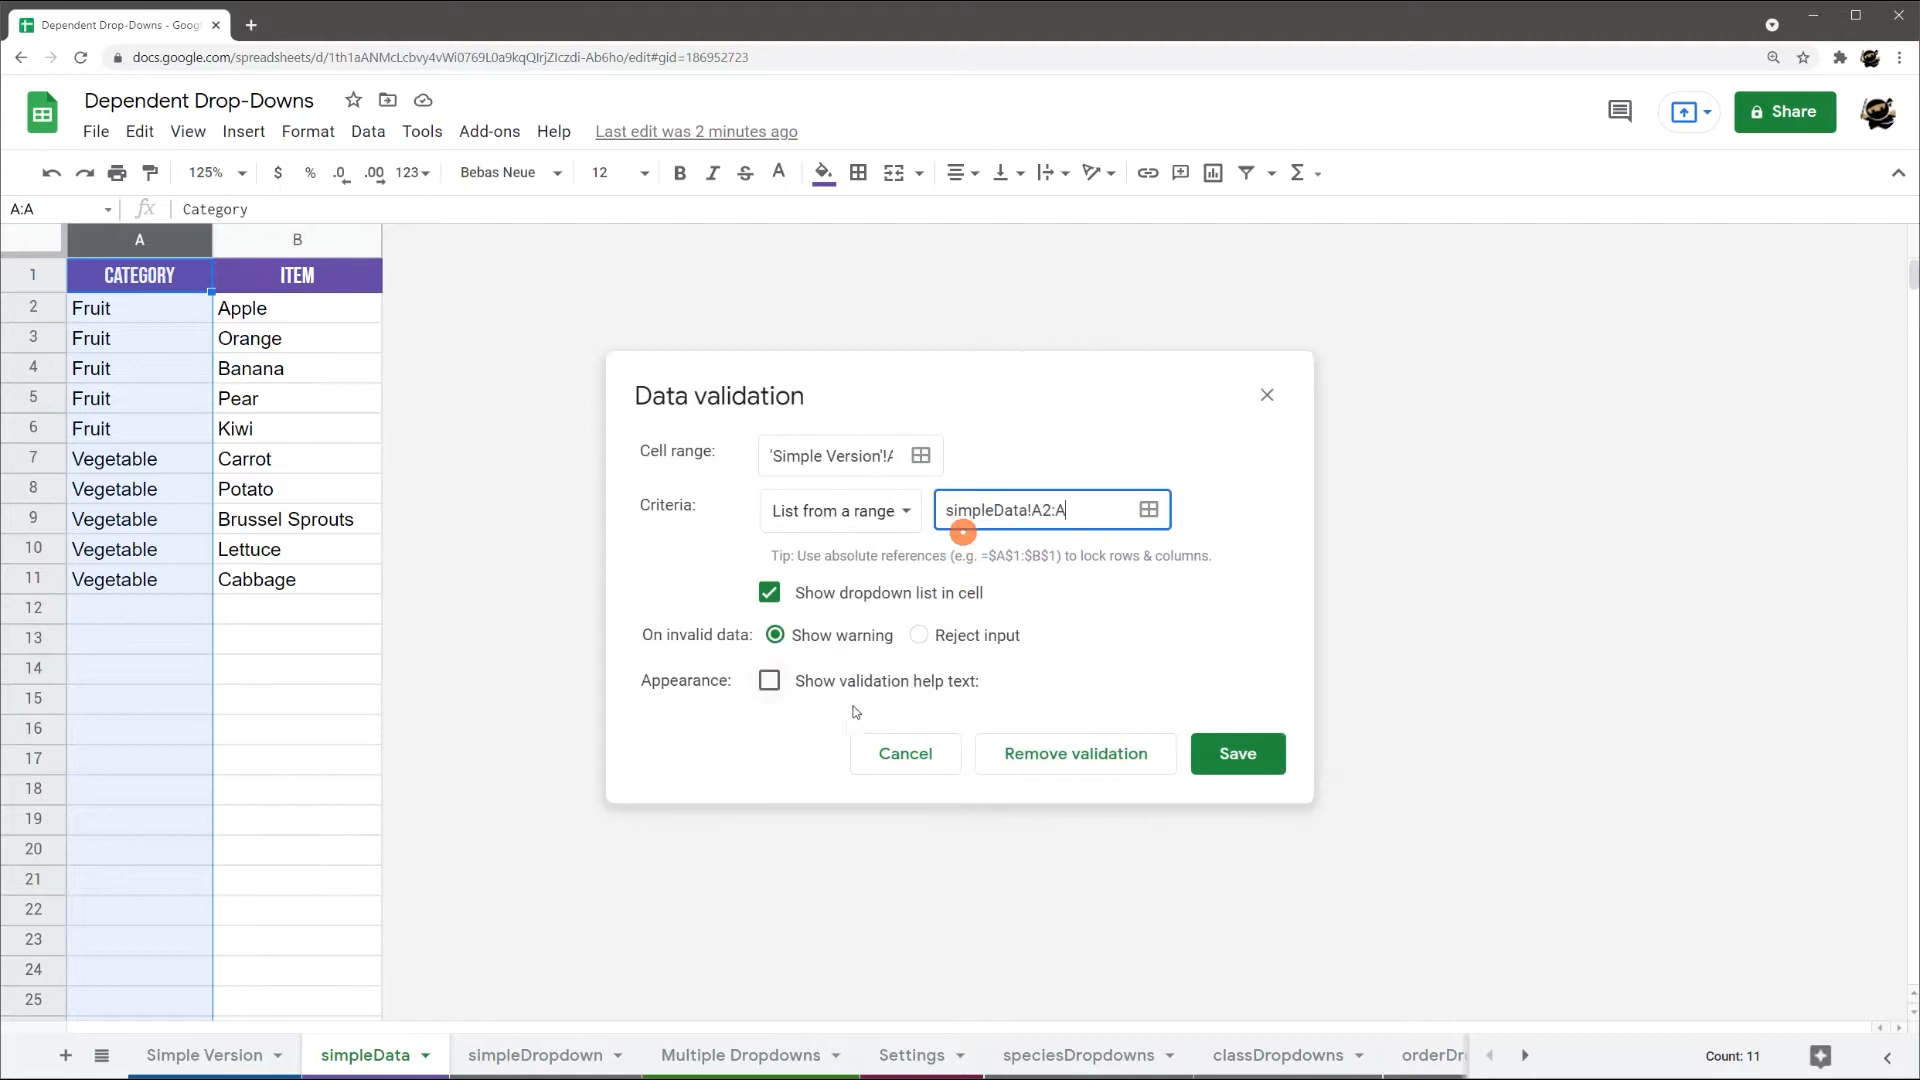 Dependent Drop-Downs - Goog
docs.google.com/spreadsheets/d/1th1aANMcLcbvy4vWi0769L0a9kqQIrjZIczdi-Ab6ho/edit#gid=186952723
Dependent Drop-Downs
File Edit View Insert Format Data Tools Add-ons Help Last edit was 2 minutes ago
Share
125% $ % .0 .00 123 Bebas Neue 12 B I S A Σ
A:A fx Category
A B
1 CATEGORY ITEM
2 Fruit Apple
3 Fruit Orange
4 Fruit Banana
5 Fruit Pear
6 Fruit Kiwi
7 Vegetable Carrot
8 Vegetable Potato
9 Vegetable Brussel Sprouts
10 Vegetable Lettuce
11 Vegetable Cabbage
12
13
14
15
16
17
18
19
20
21
22
23
24
25
Data validation
Cell range: 'Simple Version'!A
Criteria: List from a range simpleData!A2:A
Tip: Use absolute references (e.g. =$A$1:$B$1) to lock rows & columns.
Show dropdown list in cell
On invalid data: Show warning Reject input
Appearance: Show validation help text:
Cancel Remove validation Save
Simple Version simpleData simpleDropdown Multiple Dropdowns Settings speciesDropdowns classDropdowns orderDr Count: 11